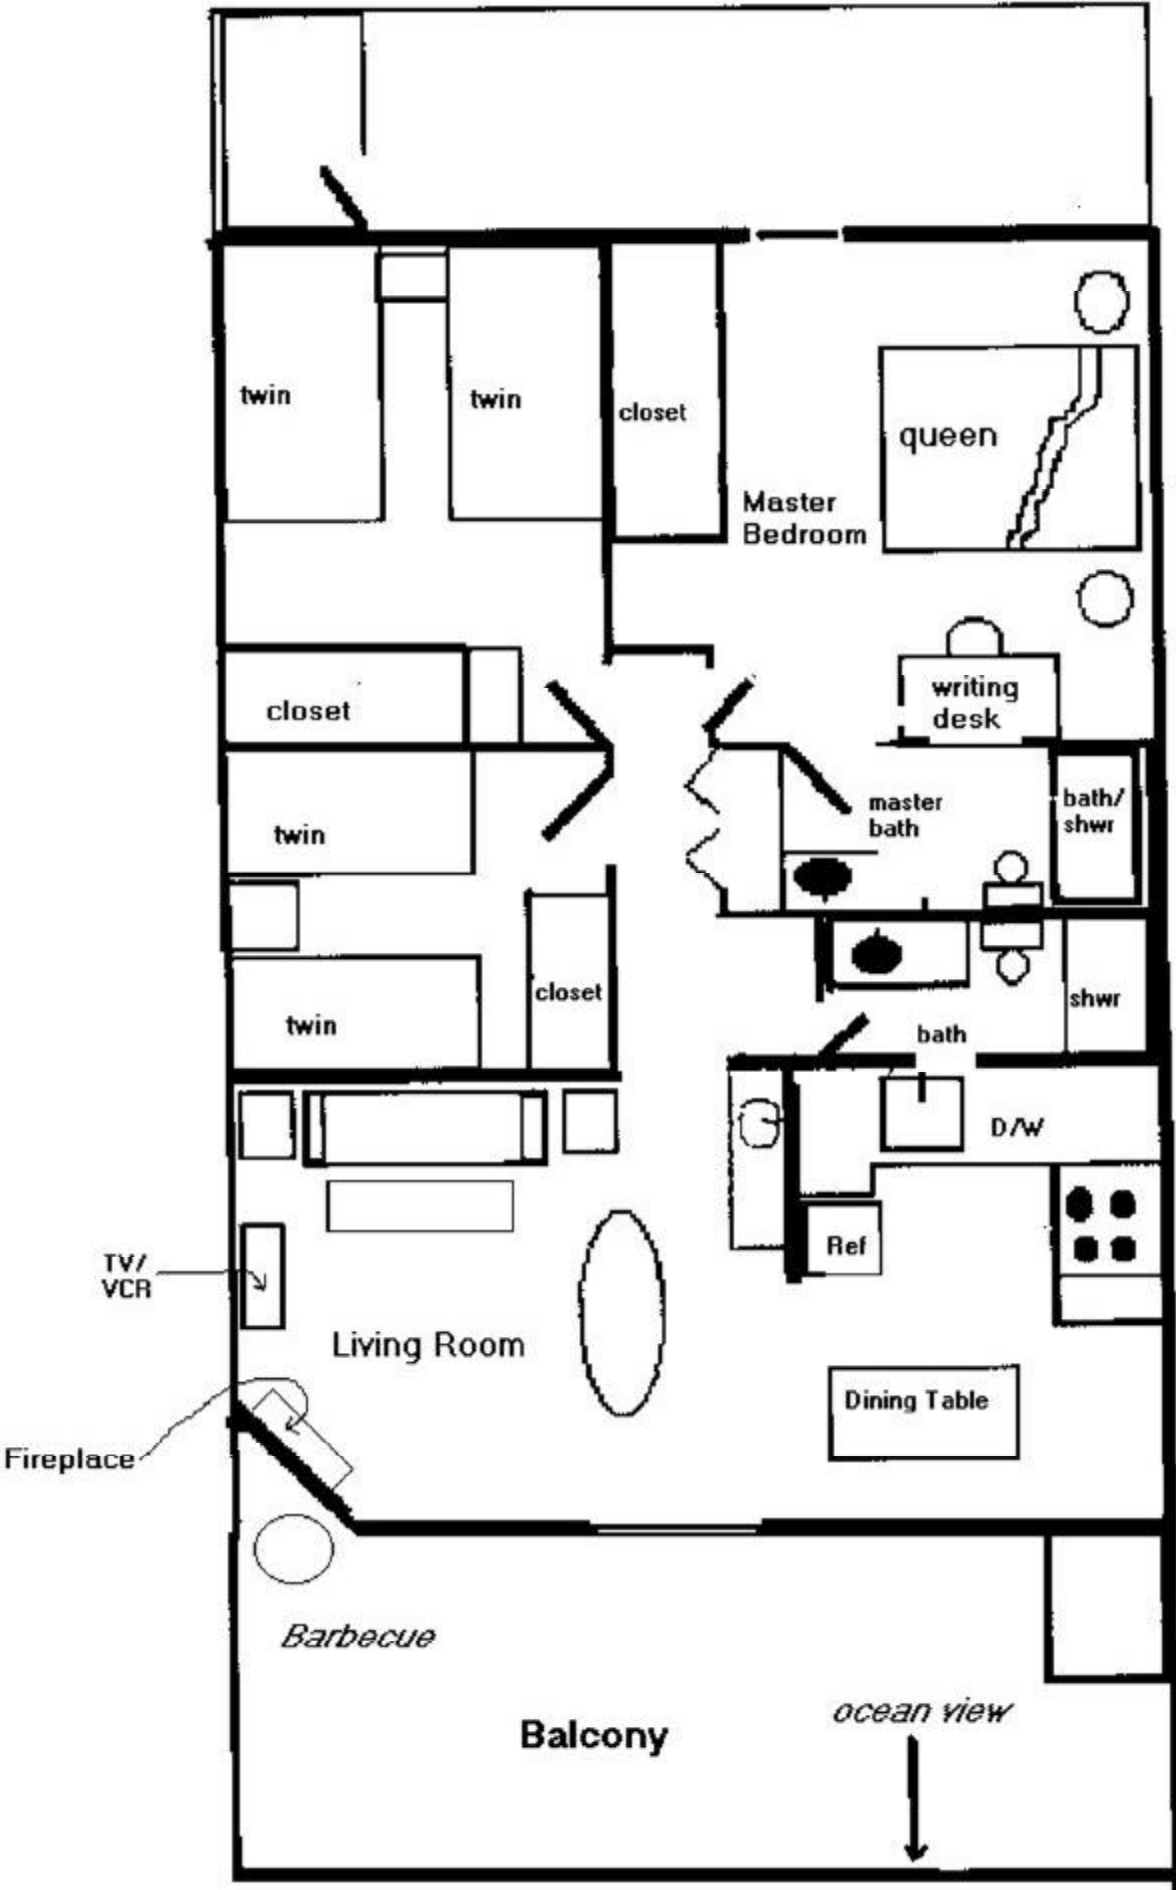 twin
twin
closet
queen
Master
Bedroom
writing
desk
closet
twin
master
bath
bath/
shwr
closet
twin
shwr
bath
D/W
Ref
TV/
VCR
Living Room
Dining Table
Fireplace
Barbecue
ocean view
Balcony